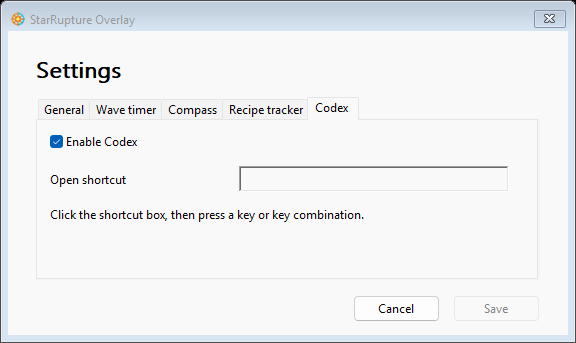 StarRupture Overlay
Settings
General Wave timer Compass Recipe tracker Codex
Enable Codex
Open shortcut
Click the shortcut box, then press a key or key combination.
Cancel Save